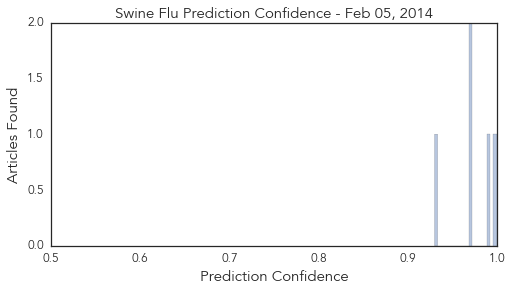 Swine Flu Prediction Confidence - Feb 05, 2014
2.0
1.5
1.0
0.5
0.0
Articles Found
0.5 0.6 0.7 0.8 0.9 1.0
Prediction Confidence